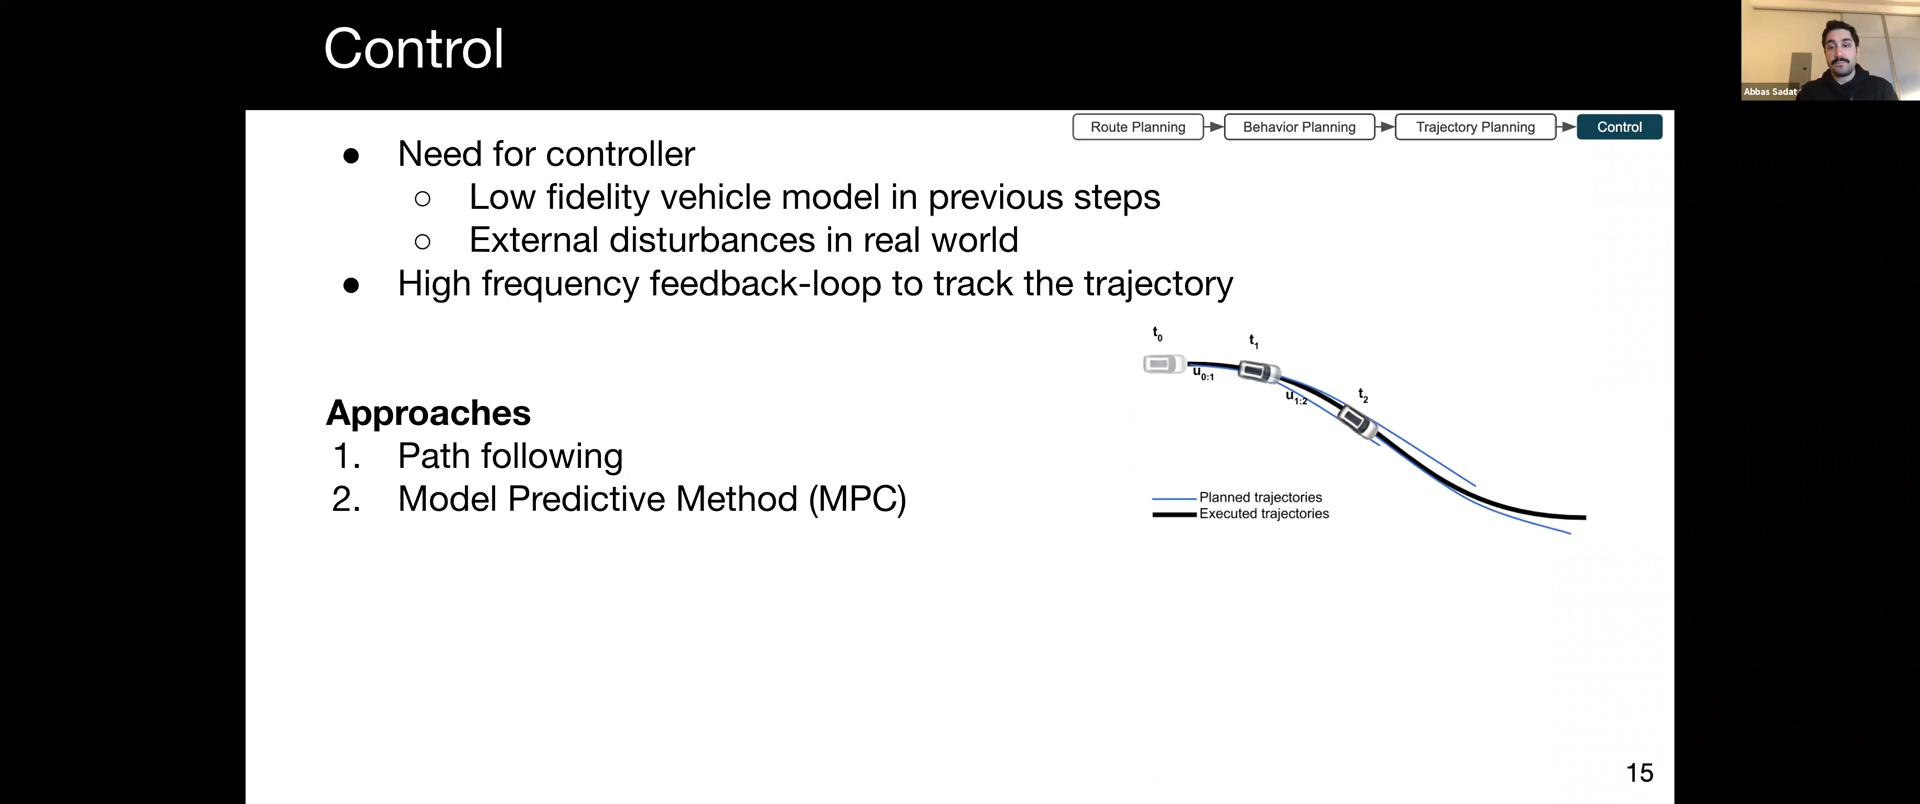 Control
Abbas Sadat
Route Planning
Behavior Planning
Trajectory Planning
Control
● Need for controller
○ Low fidelity vehicle model in previous steps
○ External disturbances in real world
● High frequency feedback-loop to track the trajectory
t0
t1
u0:1
t2
u1:2
Approaches
1. Path following
2. Model Predictive Method (MPC)
Planned trajectories
Executed trajectories
15